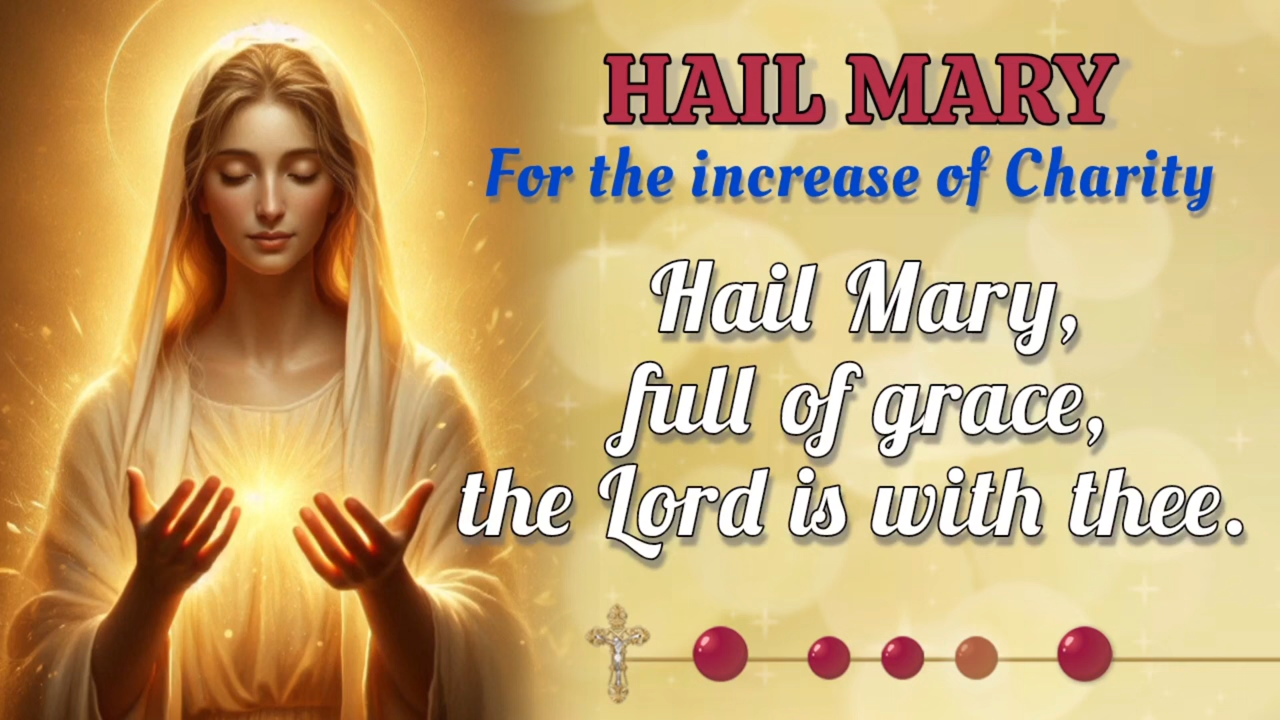 HAIL MARY
For the increase of Charity
Hail Mary,
full of grace,
the Lord is with thee.